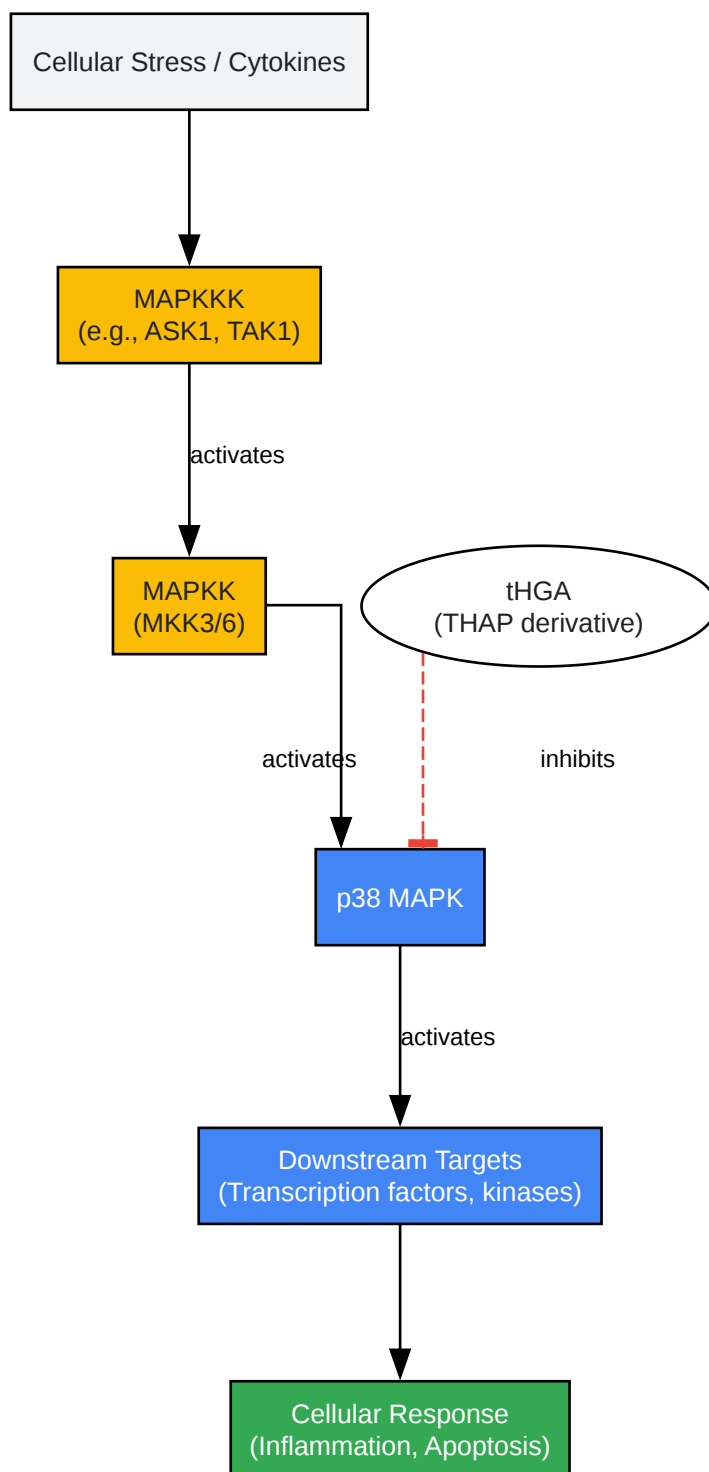 Cellular Stress / Cytokines
MAPKKK
(e.g., ASK1, TAK1)
activates
MAPKK
(MKK3/6)
tHGA
(THAP derivative)
activates
inhibits
p38 MAPK
activates
Downstream Targets
(Transcription factors, kinases)
Cellular Response
(Inflammation, Apoptosis)